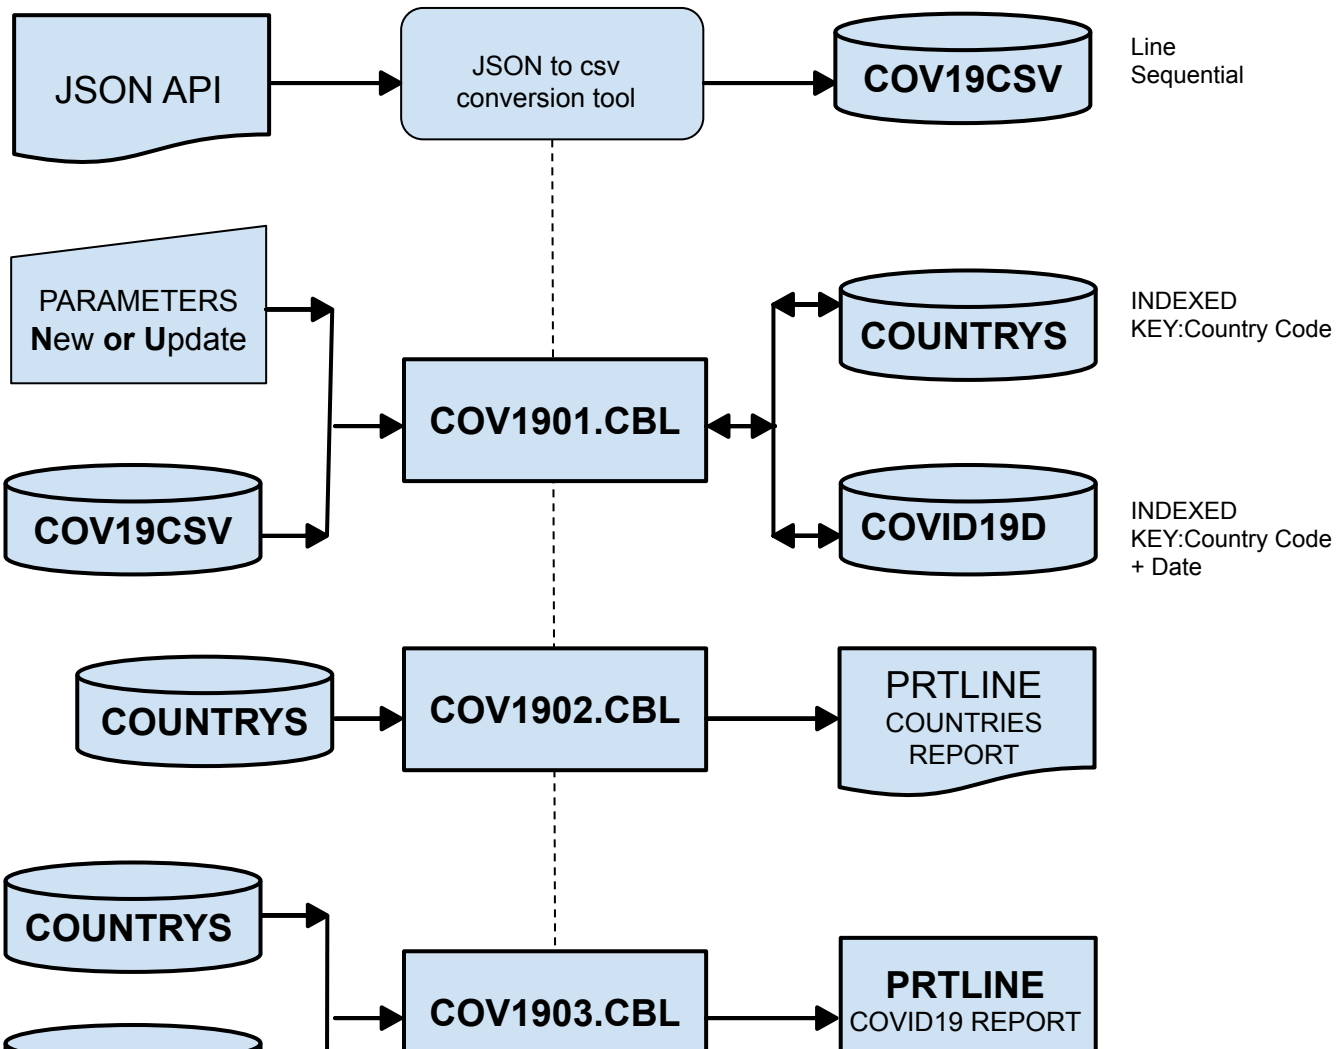 JSON API
JSON to csv
conversion tool
COV19CSV
Line
Sequential
PARAMETERS
New or Update
COV19CSV
COV1901.CBL
COUNTRYS
INDEXED
KEY:Country Code
COVID19D
INDEXED
KEY:Country Code
+ Date
COUNTRYS
COV1902.CBL
PRTLINE
COUNTRIES
REPORT
COUNTRYS
COV1903.CBL
PRTLINE
COVID19 REPORT